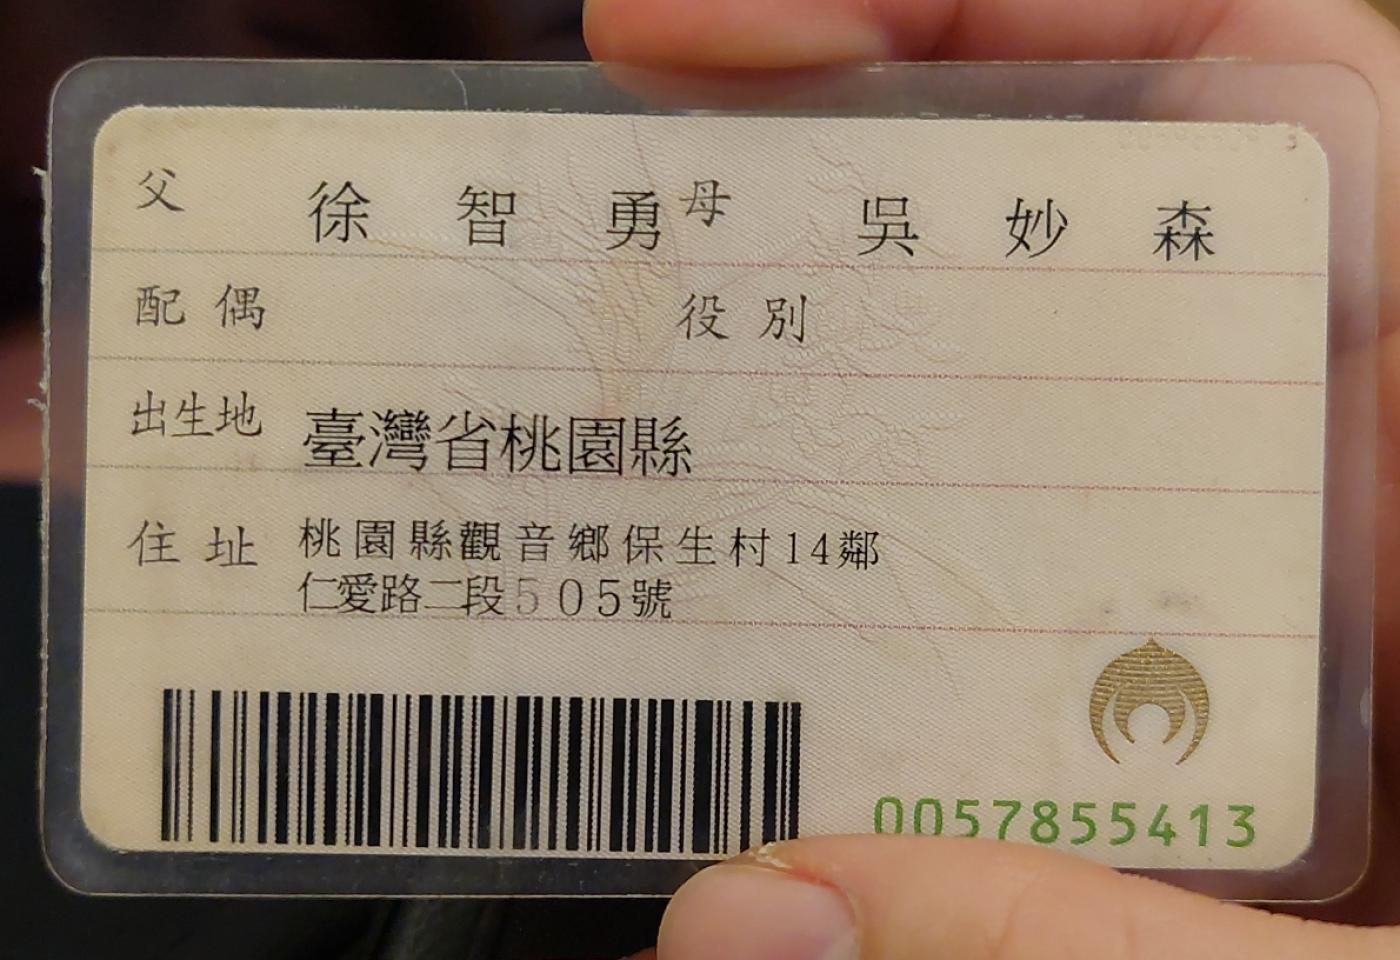 父 徐智勇 母 吳妙森
配偶 役別
出生地 臺灣省桃園縣
住址 桃園縣觀音鄉保生村14鄰
仁愛路二段505號
0057855413